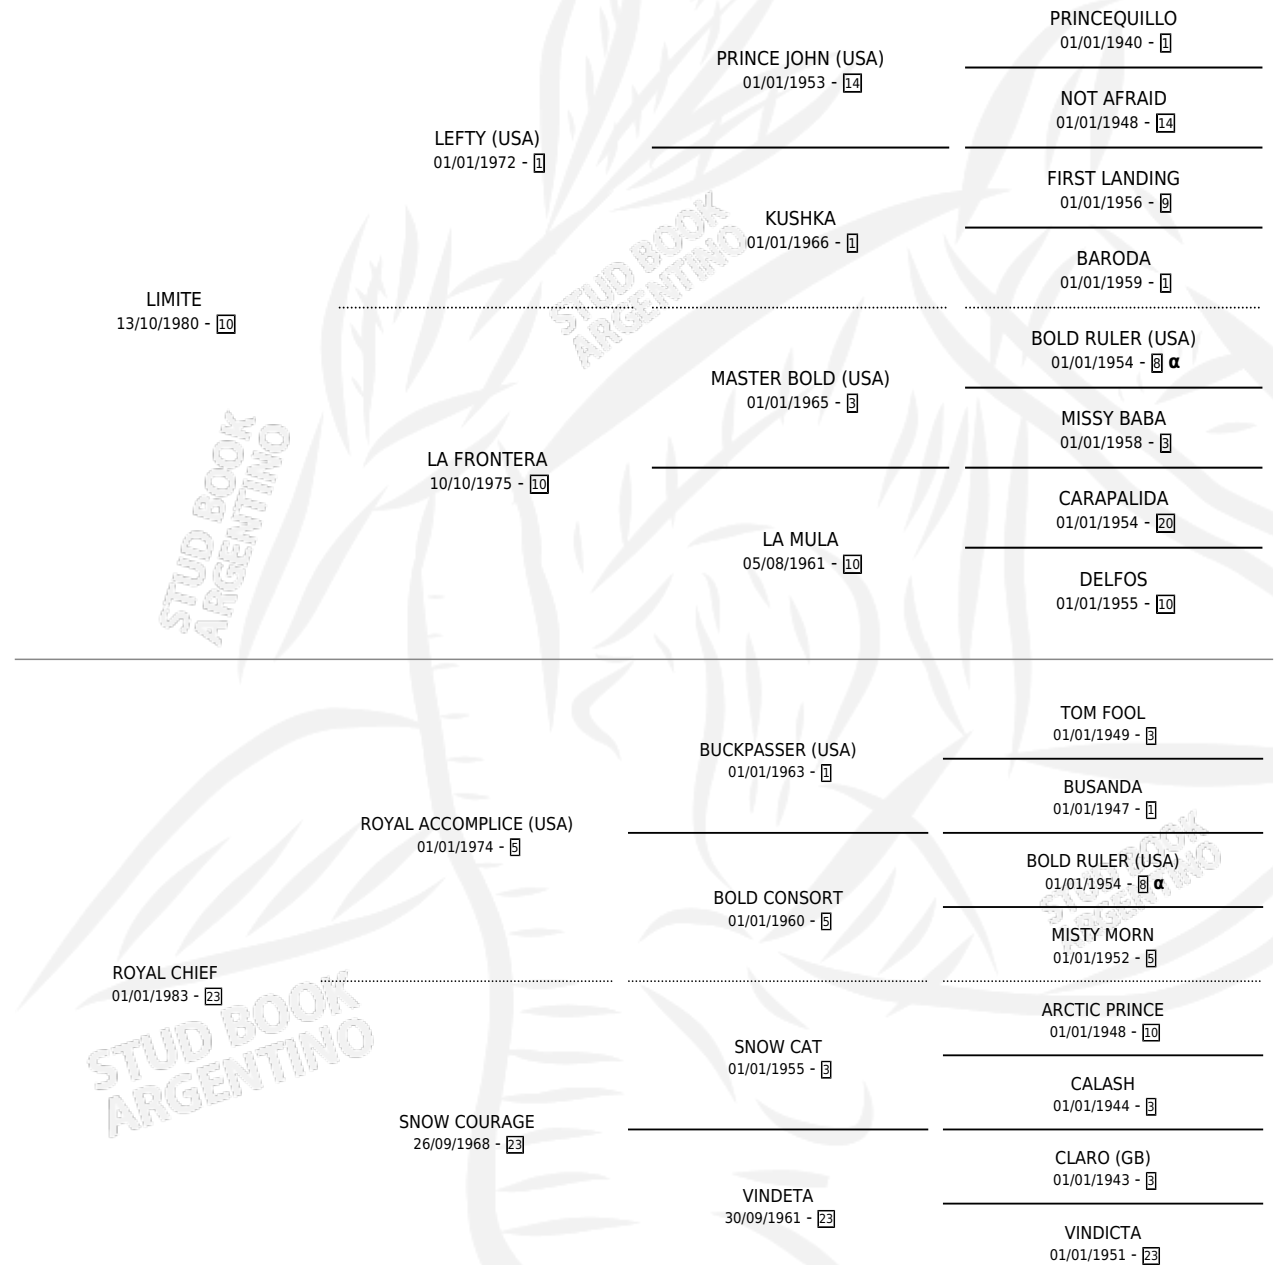 LIMITE
13/10/1980 - 10
LEFTY (USA)
01/01/1972 - 1
PRINCE JOHN (USA)
01/01/1953 - 14
PRINCEQUILLO
01/01/1940 - 1
NOT AFRAID
01/01/1948 - 14
KUSHKA
01/01/1966 - 1
FIRST LANDING
01/01/1956 - 9
BARODA
01/01/1959 - 1
LA FRONTERA
10/10/1975 - 10
MASTER BOLD (USA)
01/01/1965 - 3
BOLD RULER (USA)
01/01/1954 - 8 α
MISSY BABA
01/01/1958 - 3
LA MULA
05/08/1961 - 10
CARAPALIDA
01/01/1954 - 20
DELFOS
01/01/1955 - 10
ROYAL CHIEF
01/01/1983 - 23
ROYAL ACCOMPLICE (USA)
01/01/1974 - 5
BUCKPASSER (USA)
01/01/1963 - 1
TOM FOOL
01/01/1949 - 3
BUSANDA
01/01/1947 - 1
BOLD CONSORT
01/01/1960 - 5
BOLD RULER (USA)
01/01/1954 - 8 α
MISTY MORN
01/01/1952 - 5
SNOW COURAGE
26/09/1968 - 23
SNOW CAT
01/01/1955 - 3
ARCTIC PRINCE
01/01/1948 - 10
CALASH
01/01/1944 - 3
VINDETA
30/09/1961 - 23
CLARO (GB)
01/01/1943 - 3
VINDICTA
01/01/1951 - 23
STUD BOOK
ARGENTINO
STUD BOOK
ARGENTINO
STUD BOOK
ARGENTINO
STUD BOOK
ARGENTINO